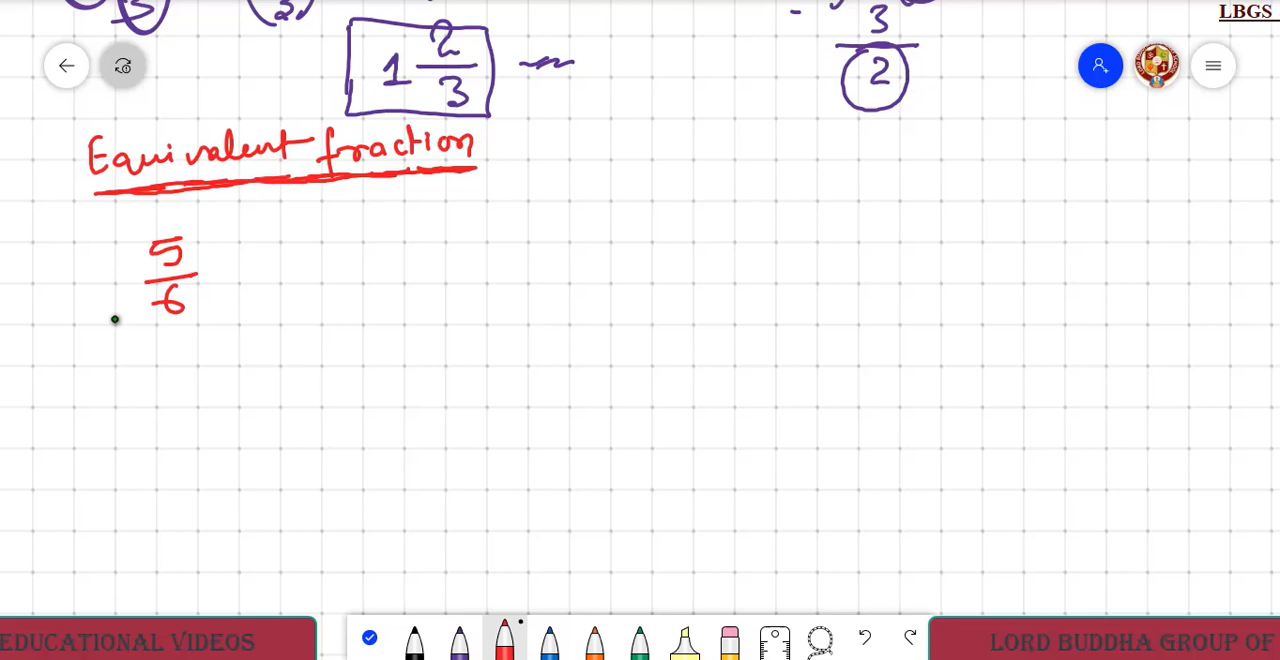 LBGS
1 2/3
3
2
Equivalent fraction
5/6
EDUCATIONAL VIDEOS
LORD BUDDHA GROUP OF